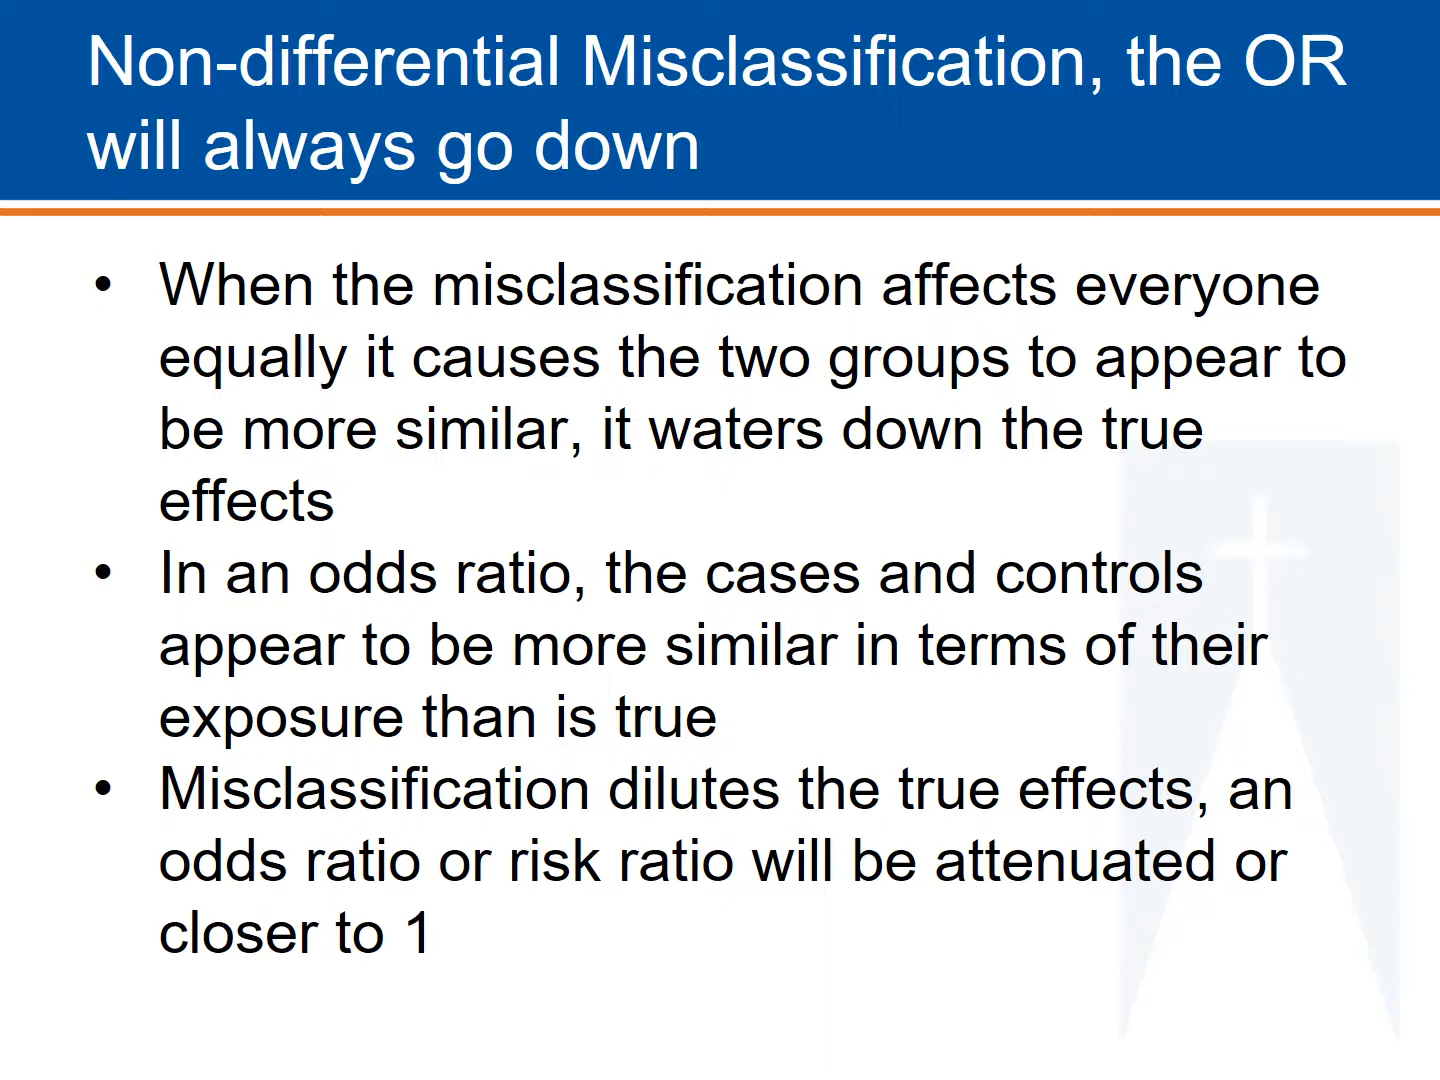 Non-differential Misclassification, the OR
will always go down
• When the misclassification affects everyone
equally it causes the two groups to appear to
be more similar, it waters down the true
effects
• In an odds ratio, the cases and controls
appear to be more similar in terms of their
exposure than is true
• Misclassification dilutes the true effects, an
odds ratio or risk ratio will be attenuated or
closer to 1